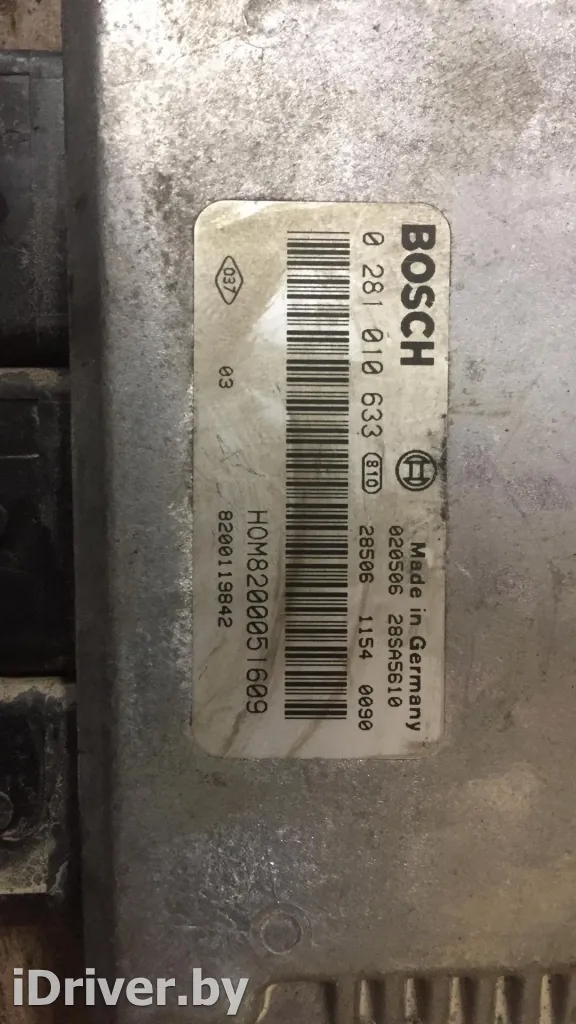 BOSCH
Made in Germany
020506 28SA5610
0 281 010 633 810 28506 1154 0090
HOM8200051609
037 03 8200119842
iDriver.by